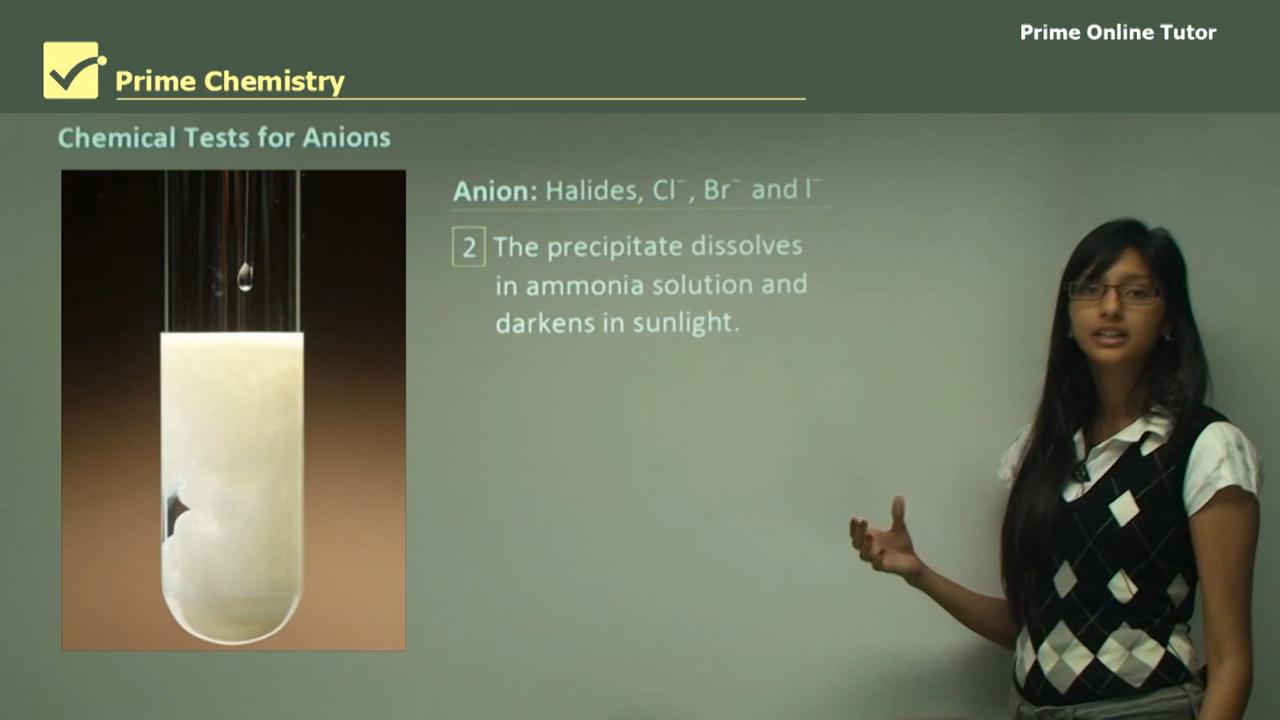 Prime Online Tutor
Prime Chemistry
Chemical Tests for Anions
Anion: Halides, Cl⁻, Br⁻ and I⁻
2 The precipitate dissolves
in ammonia solution and
darkens in sunlight.